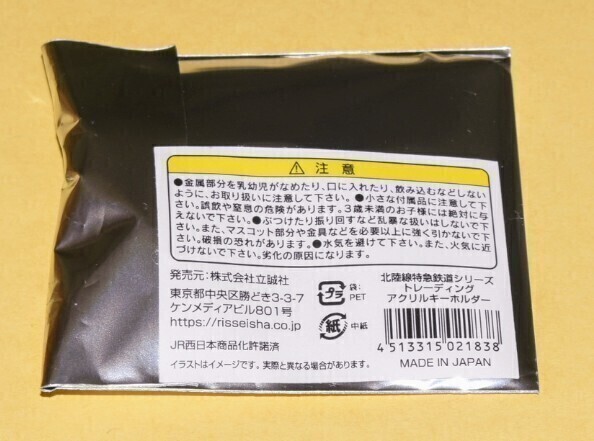 ⚠ 注意
●金属部分を乳幼児がなめたり、口に入れたり、飲み込むなどしない
ように、お取り扱いに注意して下さい。●小さな付属品に注意して下
さい。誤飲や窒息の危険があります。3歳未満のお子様には絶対に与
えないで下さい。●ぶつけたり振り回すなど乱暴な扱いはしないで下
さい。また、マスコット部分や金具などを必要以上に強く引かないで下
さい。破損の恐れがあります。●水気を避けて下さい。また、火気に近
づけないで下さい。劣化の原因になります。
発売元:株式会社立誠社
東京都中央区勝どき3-3-7
ケンメディアビル801号
https://risseisha.co.jp
JR西日本商品化許諾済
イラストはイメージです。実際と異なる場合があります。
プラ
袋:
PET
紙
中紙
北陸線特急鉄道シリーズ
トレーディング
アクリルキーホルダー
4513315021838
MADE IN JAPAN